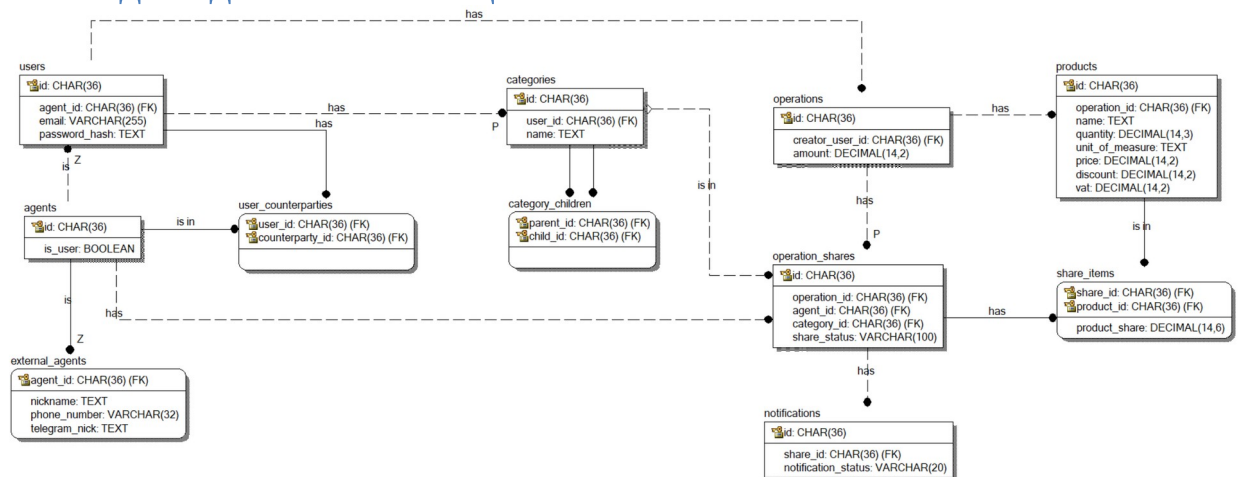 has
users
id: CHAR(36)
agent_id: CHAR(36) (FK)
email: VARCHAR(255)
password_hash: TEXT
categories
id: CHAR(36)
user_id: CHAR(36) (FK)
name: TEXT
operations
id: CHAR(36)
creator_user_id: CHAR(36) (FK)
amount: DECIMAL(14,2)
products
id: CHAR(36)
operation_id: CHAR(36) (FK)
name: TEXT
quantity: DECIMAL(14,3)
unit_of_measure: TEXT
price: DECIMAL(14,2)
discount: DECIMAL(14,2)
vat: DECIMAL(14,2)
has
has
P
has
Z
is
is in
agents
id: CHAR(36)
is_user: BOOLEAN
is in
user_counterparties
user_id: CHAR(36) (FK)
counterparty_id: CHAR(36) (FK)
category_children
parent_id: CHAR(36) (FK)
child_id: CHAR(36) (FK)
has
P
is in
operation_shares
id: CHAR(36)
operation_id: CHAR(36) (FK)
agent_id: CHAR(36) (FK)
category_id: CHAR(36) (FK)
share_status: VARCHAR(100)
share_items
share_id: CHAR(36) (FK)
product_id: CHAR(36) (FK)
product_share: DECIMAL(14,6)
is
has
has
Z
external_agents
agent_id: CHAR(36) (FK)
nickname: TEXT
phone_number: VARCHAR(32)
telegram_nick: TEXT
has
notifications
id: CHAR(36)
share_id: CHAR(36) (FK)
notification_status: VARCHAR(20)